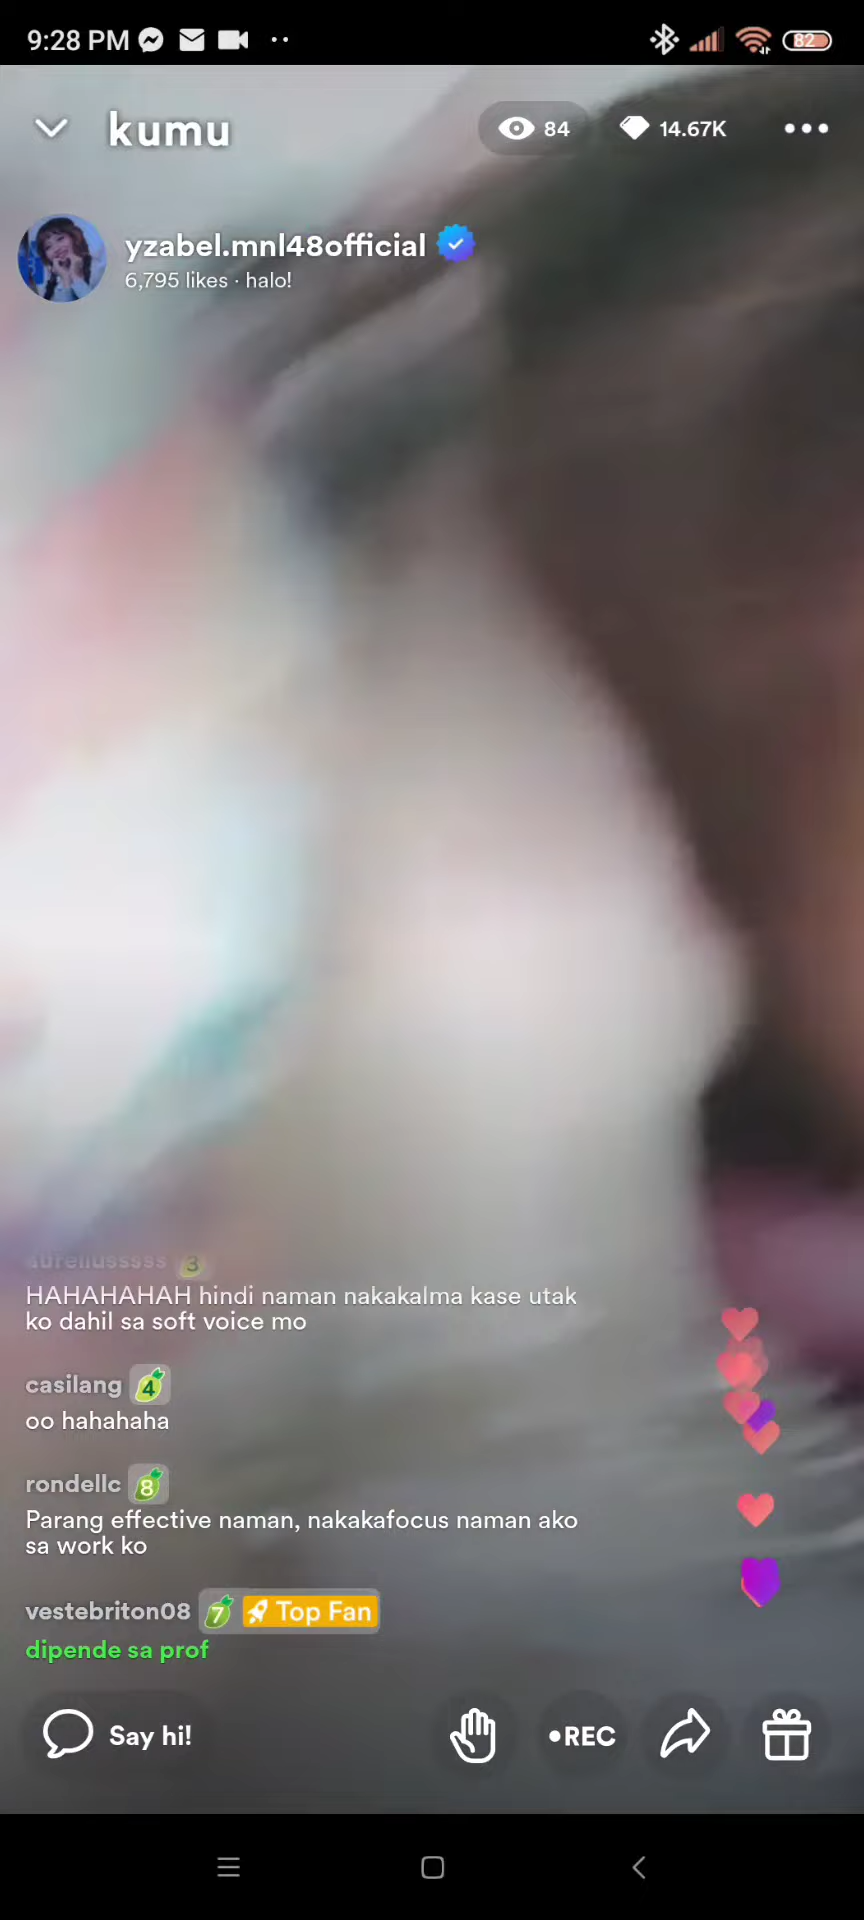 9:28 PM
82
kumu
84
14.67K
yzabel.mnl48official
6,795 likes · halo!
aureliusssss 3
HAHAHAHAH hindi naman nakakalma kase utak
ko dahil sa soft voice mo
casilang 4
oo hahahaha
rondellc 8
Parang effective naman, nakakafocus naman ako
sa work ko
vestebriton08 7 Top Fan
dipende sa prof
Say hi!
•REC